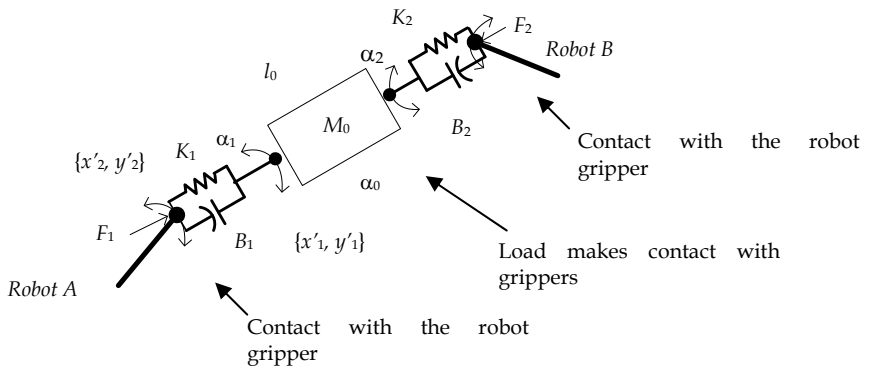 K₂
F₂
Robot B
α₂
l₀
M₀
B₂
Contact with the robot
gripper
α₁
K₁
{x'₂, y'₂}
α₀
F₁
B₁
{x'₁, y'₁}
Load makes contact with
grippers
Robot A
Contact with the robot
gripper